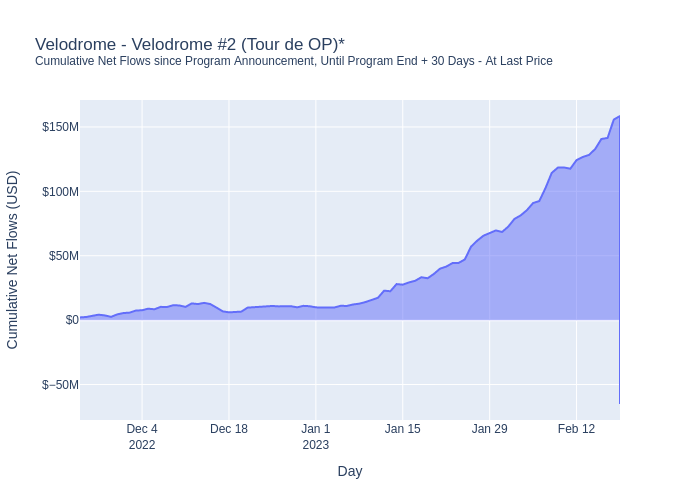 Velodrome - Velodrome #2 (Tour de OP)*
Cumulative Net Flows since Program Announcement, Until Program End + 30 Days - At Last Price
Cumulative Net Flows (USD)
$150M
$100M
$50M
$0
$−50M
Dec 4
2022
Dec 18
Jan 1
2023
Jan 15
Jan 29
Feb 12
Day